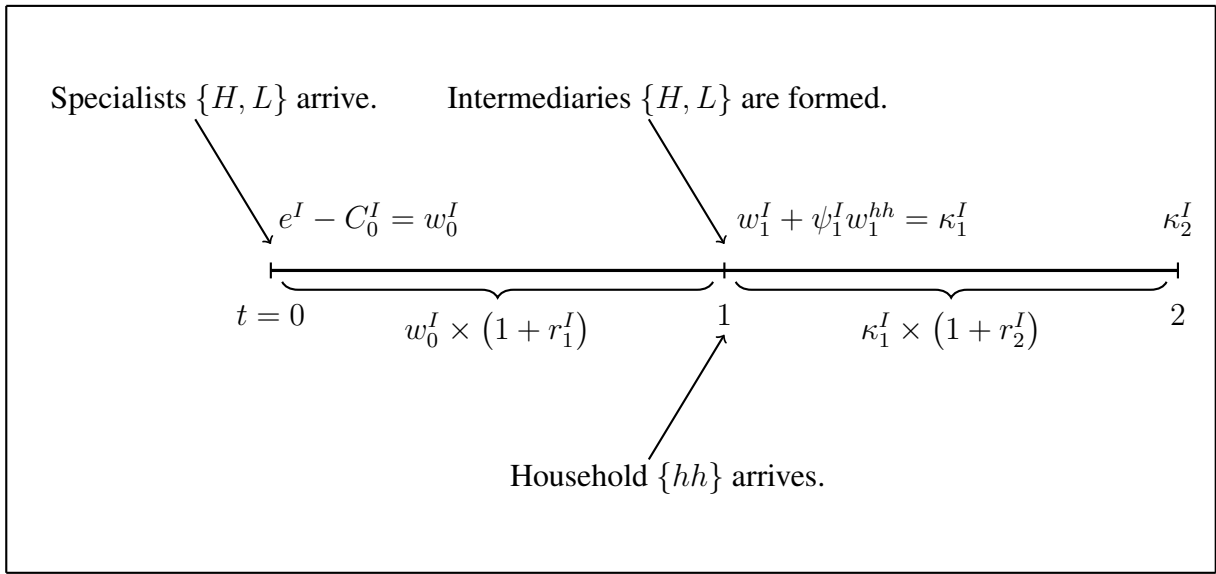 Specialists {H, L} arrive. Intermediaries {H, L} are formed.
e^I − C_0^I = w_0^I w_1^I + ψ_1^I w_1^{hh} = κ_1^I κ_2^I
t = 0 w_0^I × (1 + r_1^I) 1 κ_1^I × (1 + r_2^I) 2
Household {hh} arrives.